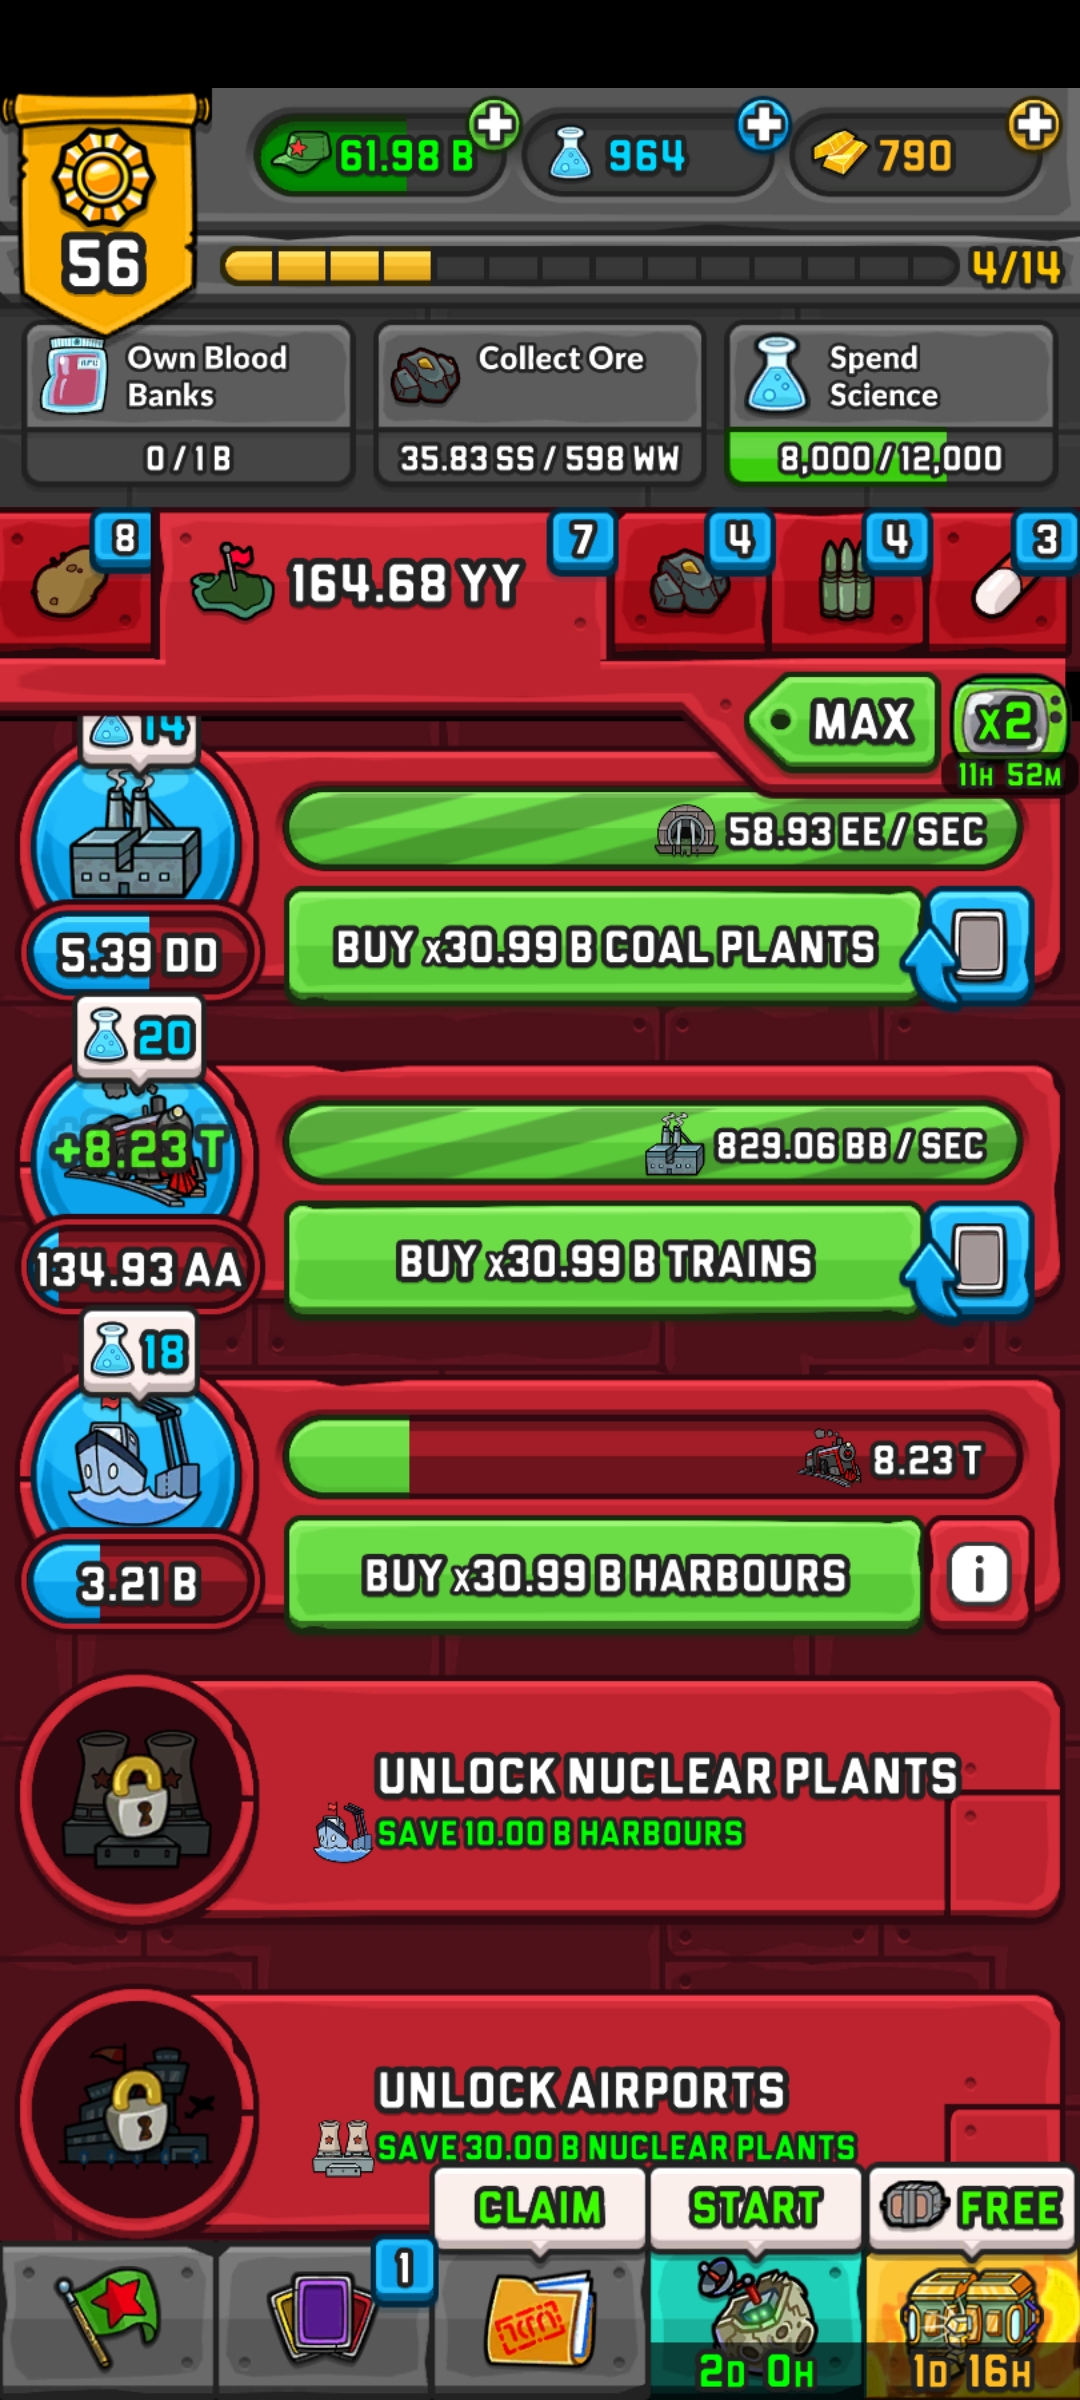 61.98 B
964
790
56
4/14
Own Blood Banks
Collect Ore
Spend Science
0 / 1 B
35.83 SS / 598 WW
8,000 / 12,000
8
164.68 YY
7
4
4
3
MAX
x2
11H 52M
14
58.93 EE / SEC
5.39 DD
BUY x30.99 B COAL PLANTS
20
+8.23 T
829.06 BB / SEC
134.93 AA
BUY x30.99 B TRAINS
18
8.23 T
3.21 B
BUY x30.99 B HARBOURS
i
UNLOCK NUCLEAR PLANTS
SAVE 10.00 B HARBOURS
UNLOCK AIRPORTS
SAVE 30.00 B NUCLEAR PLANTS
CLAIM
START
FREE
1
2D 0H
1D 16H